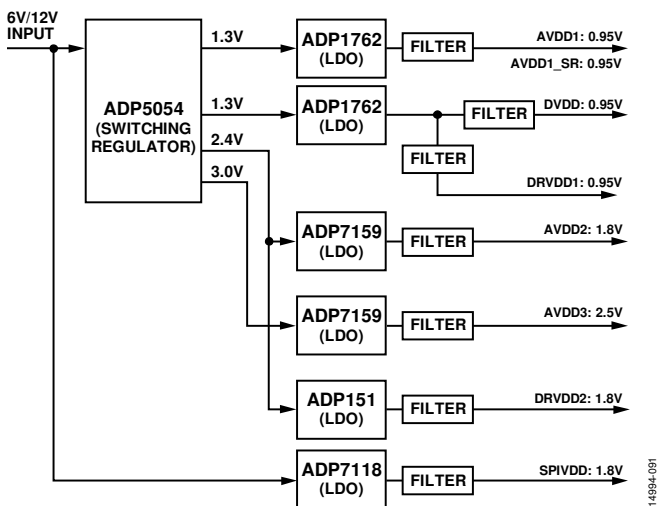 6V/12V
INPUT
ADP5054
(SWITCHING
REGULATOR)
1.3V
ADP1762
(LDO)
FILTER
AVDD1: 0.95V
AVDD1_SR: 0.95V
1.3V
ADP1762
(LDO)
FILTER
DVDD: 0.95V
FILTER
DRVDD1: 0.95V
2.4V
3.0V
ADP7159
(LDO)
FILTER
AVDD2: 1.8V
ADP7159
(LDO)
FILTER
AVDD3: 2.5V
ADP151
(LDO)
FILTER
DRVDD2: 1.8V
ADP7118
(LDO)
FILTER
SPIVDD: 1.8V
14994-091